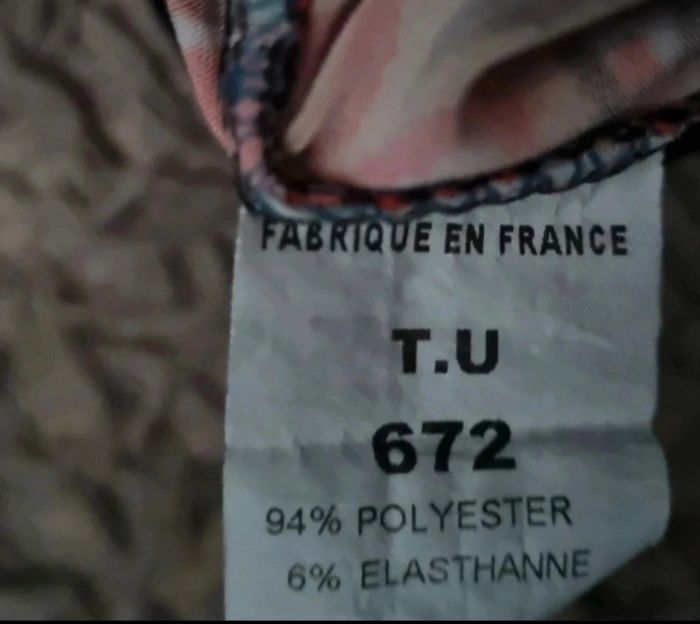 FABRIQUE EN FRANCE
T.U
672
94% POLYESTER
6% ELASTHANNE